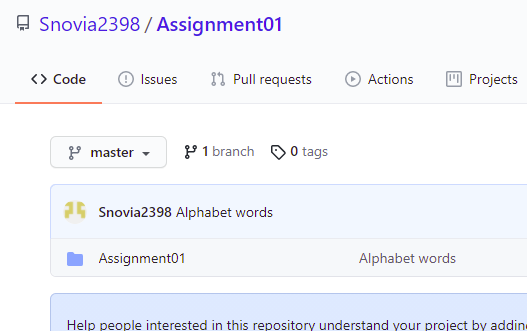 Snovia2398 / Assignment01
Code Issues Pull requests Actions Projects
master 1 branch 0 tags
Snovia2398 Alphabet words
Assignment01 Alphabet words
Help people interested in this repository understand your project by